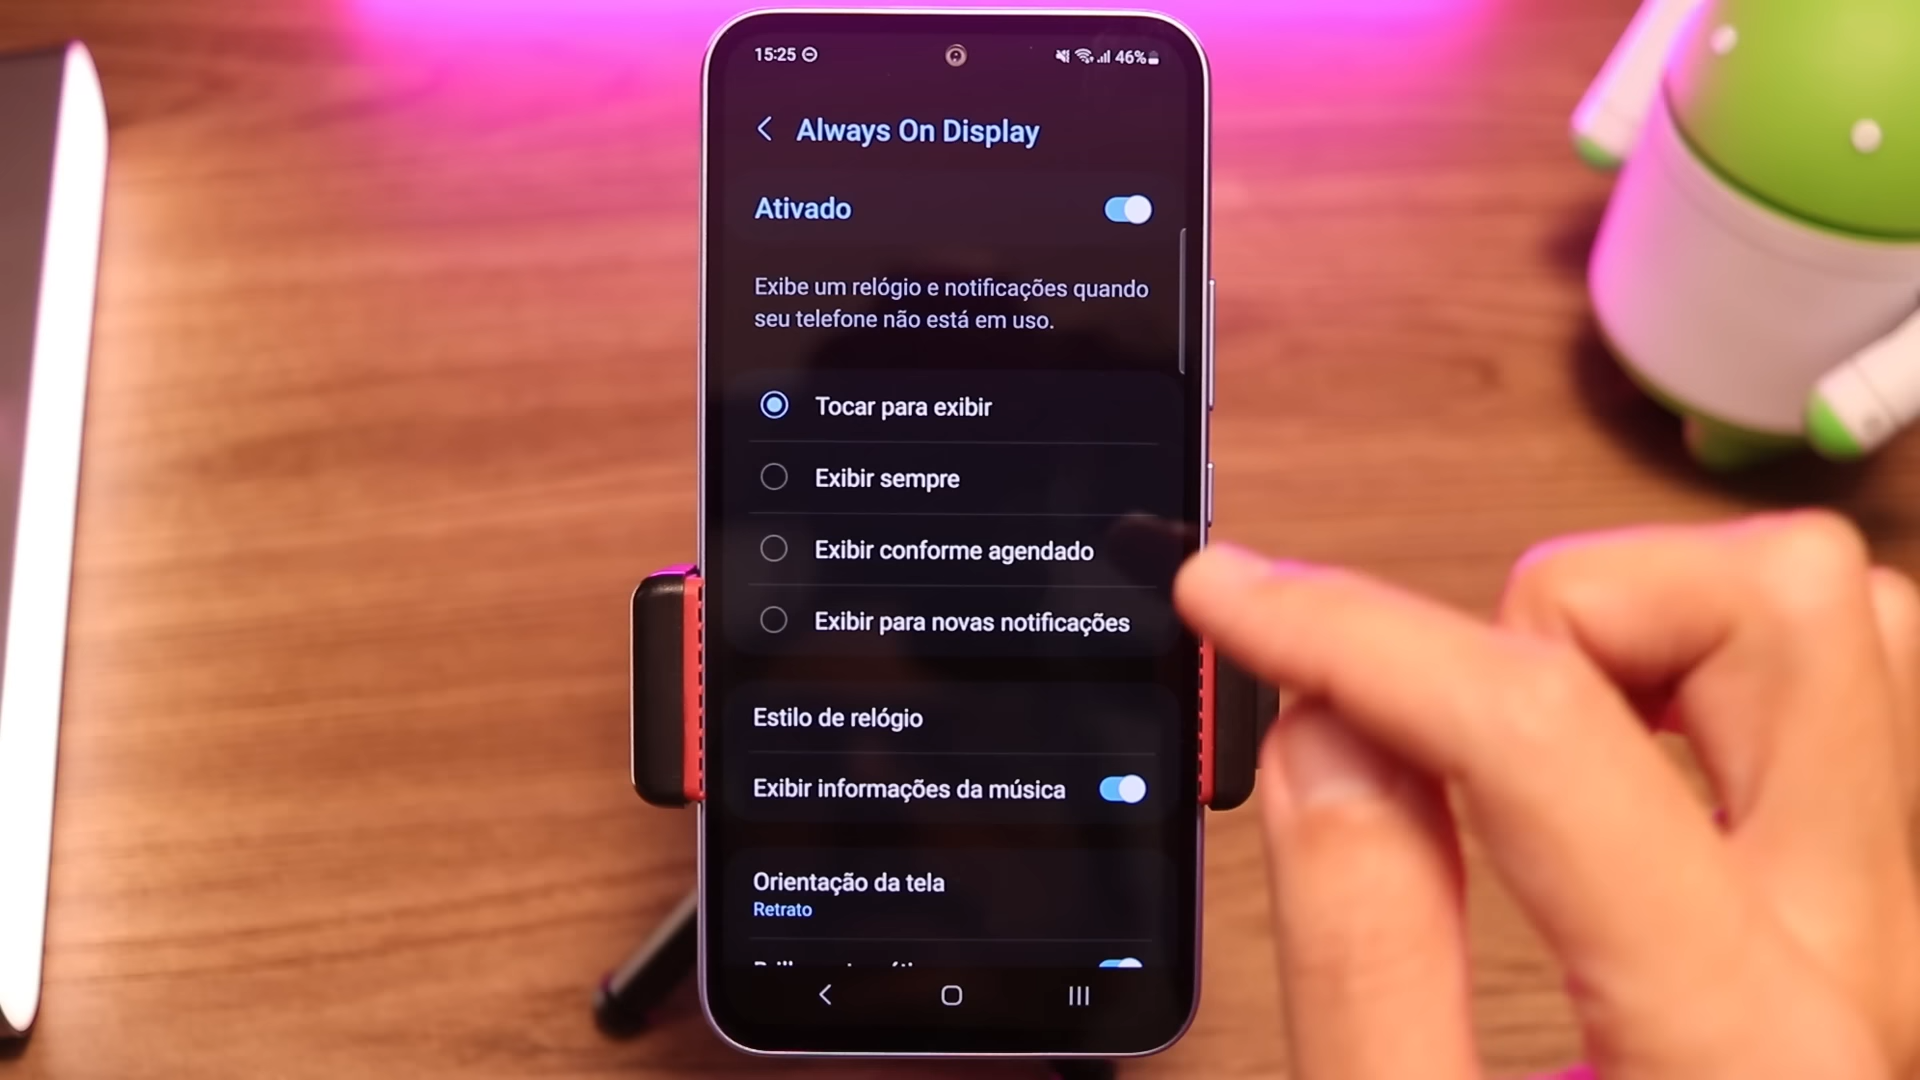 15:25
46%
Always On Display
Ativado
Exibe um relógio e notificações quando
seu telefone não está em uso.
Tocar para exibir
Exibir sempre
Exibir conforme agendado
Exibir para novas notificações
Estilo de relógio
Exibir informações da música
Orientação da tela
Retrato